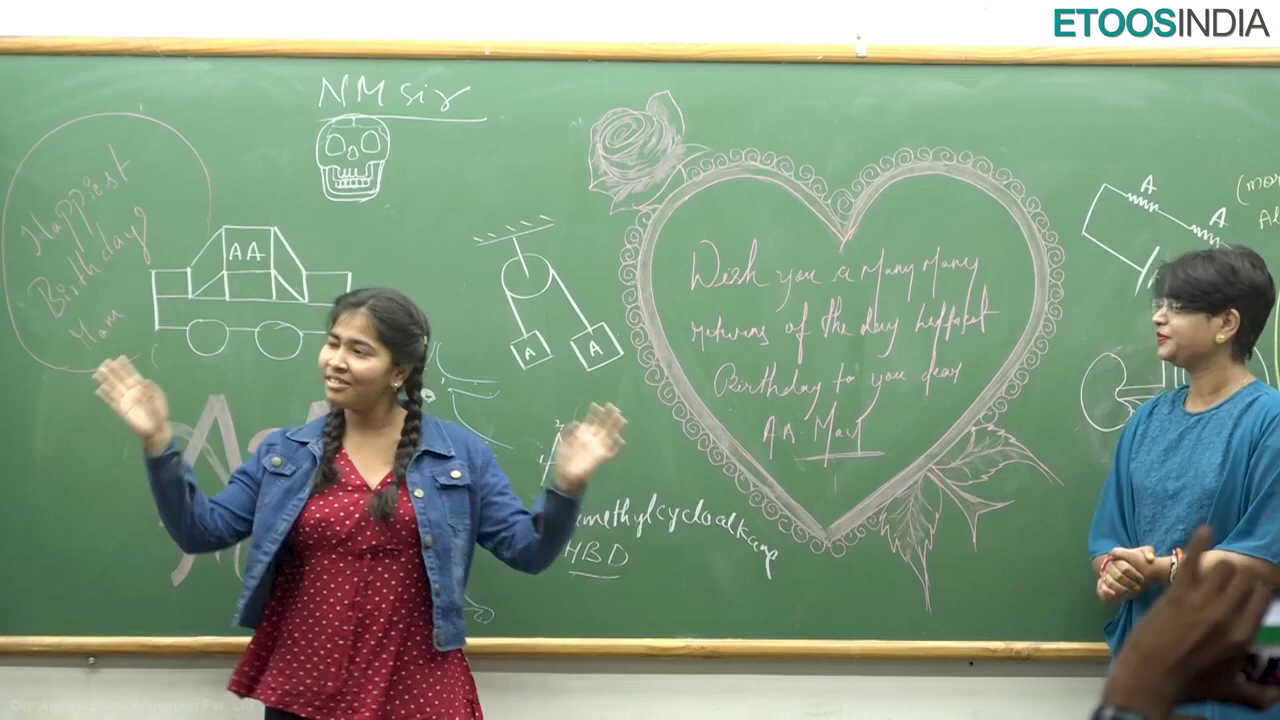 ETOOSINDIA
NM sir
Happiest
Birthday
Mam
AA
A
A
Wish you a Many Many
returns of the day happiest
Birthday to you dear
AA. Mam
A
A
(mor
HBD